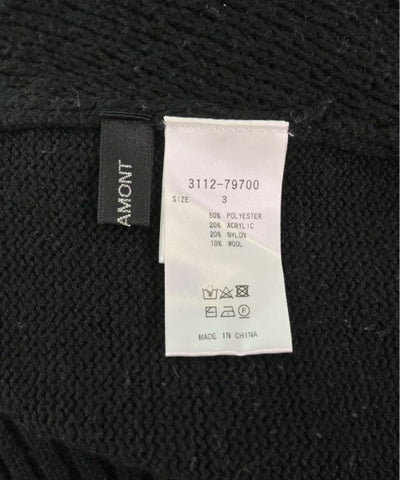 AMONT
3112-79700
SIZE 3
50% POLYESTER
20% ACRYLIC
20% NYLON
10% WOOL
MADE IN CHINA